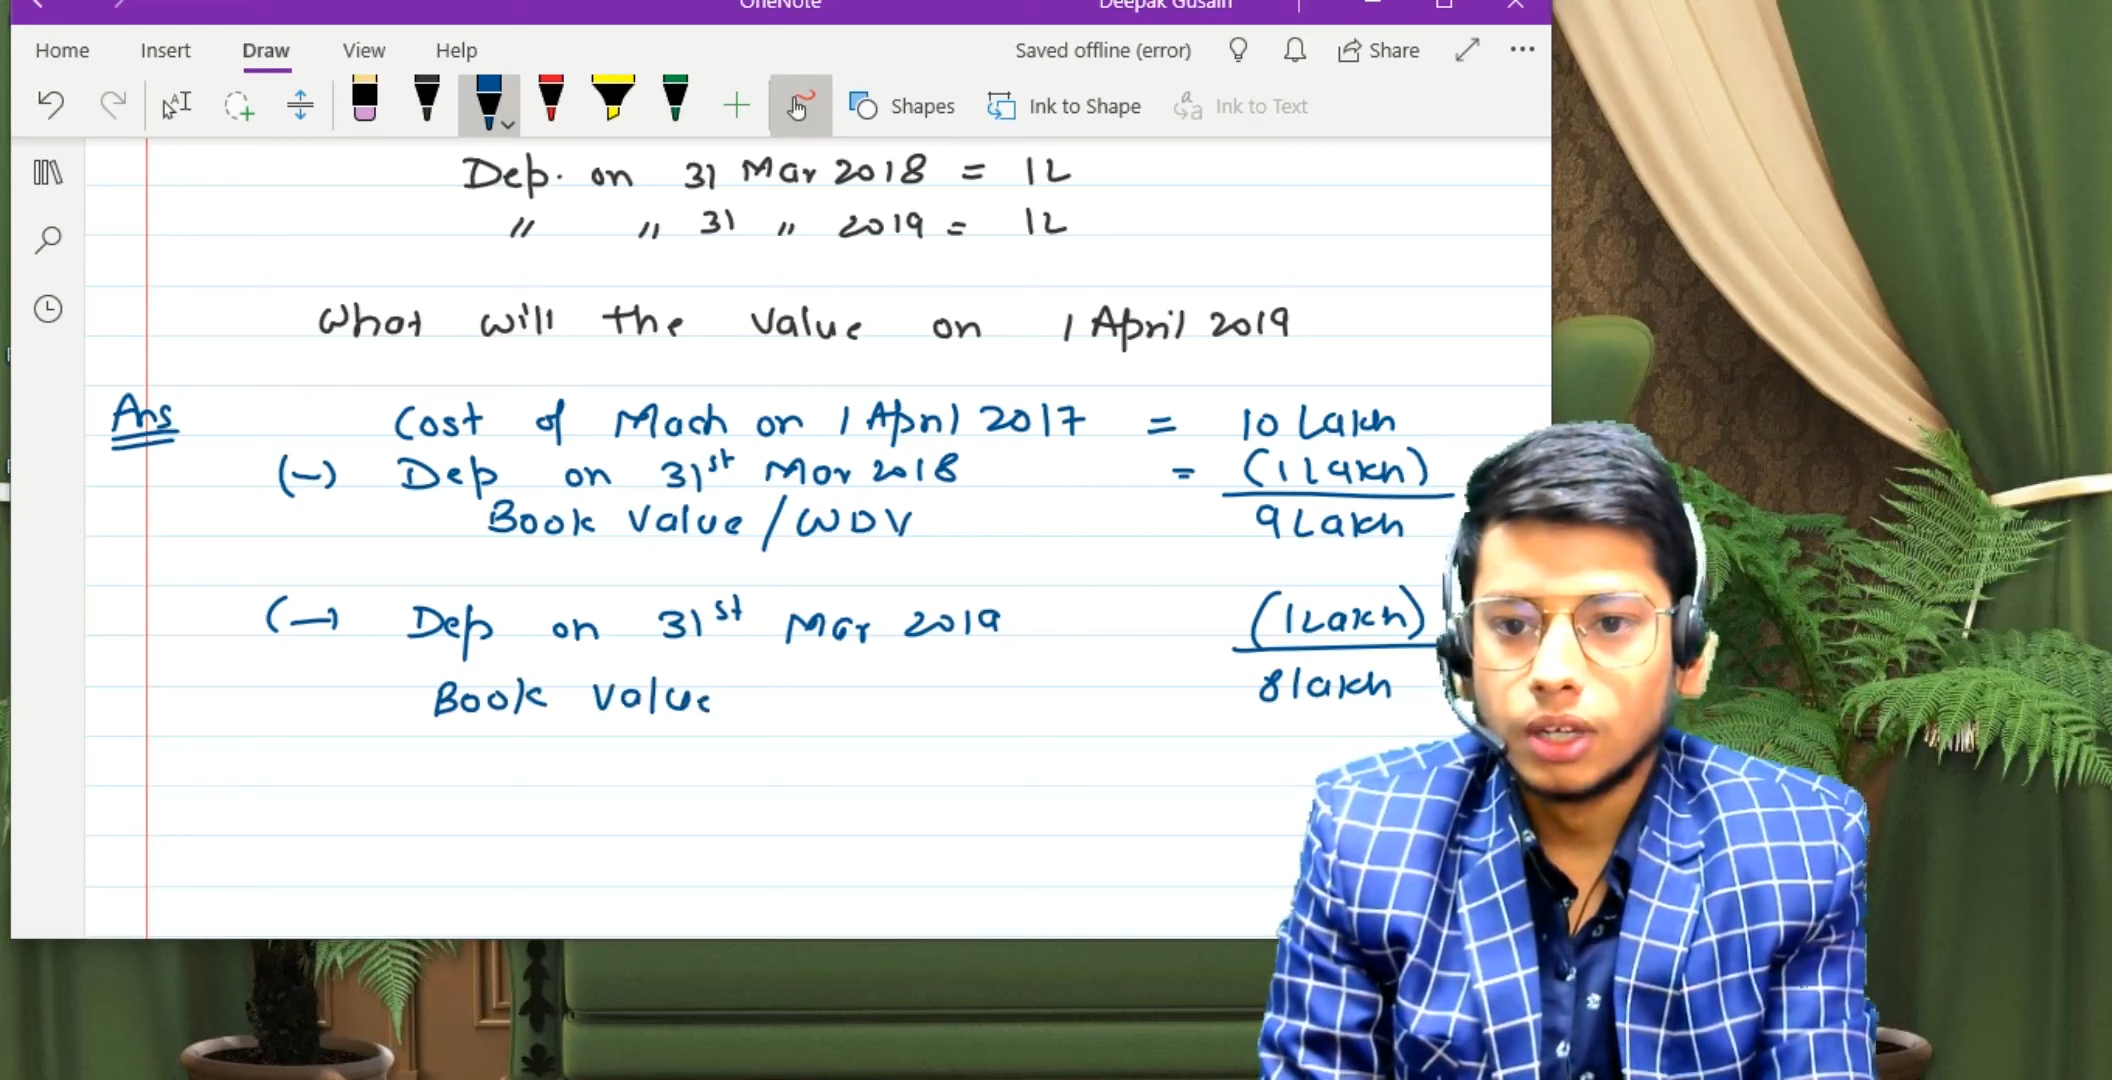 OneNote Deepak Gusain
Home Insert Draw View Help Saved offline (error) Share
Shapes Ink to Shape Ink to Text
Dep. on 31 Mar 2018 = 1L
" " 31 " 2019 = 1L
What will the value on 1 April 2019
Ans Cost of Mach on 1 April 2017 = 10 Lakh
(-) Dep on 31st Mar 2018 = (1 Lakh)
Book Value / WDV 9 Lakh
(-) Dep on 31st Mar 2019 (1 Lakh)
Book Value 8 lakh